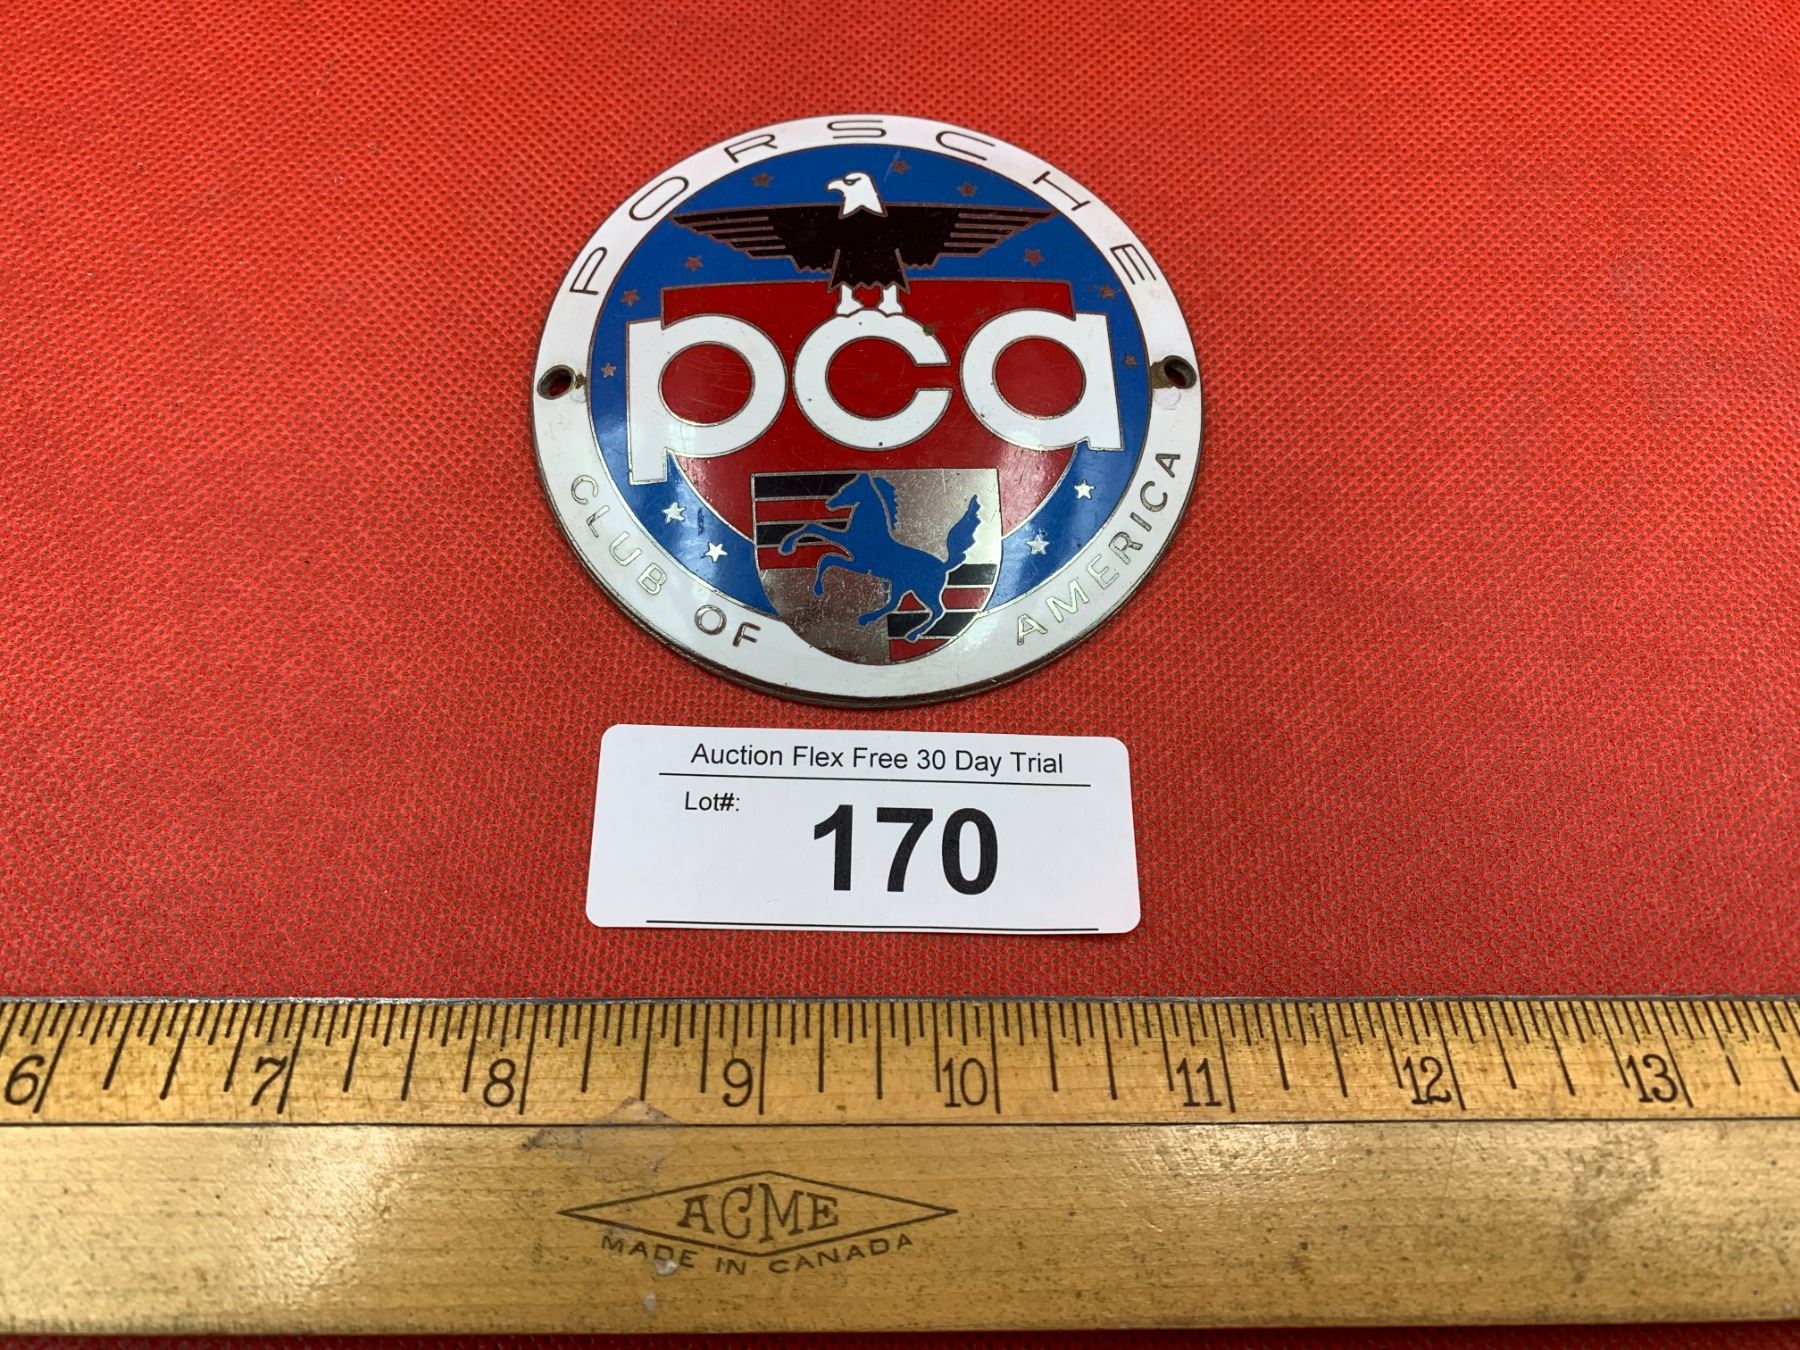 PORSCHE
pca
CLUB OF AMERICA
Auction Flex Free 30 Day Trial
Lot#: 170
6 7 8 9 10 11 12 13
ACME
MADE IN CANADA